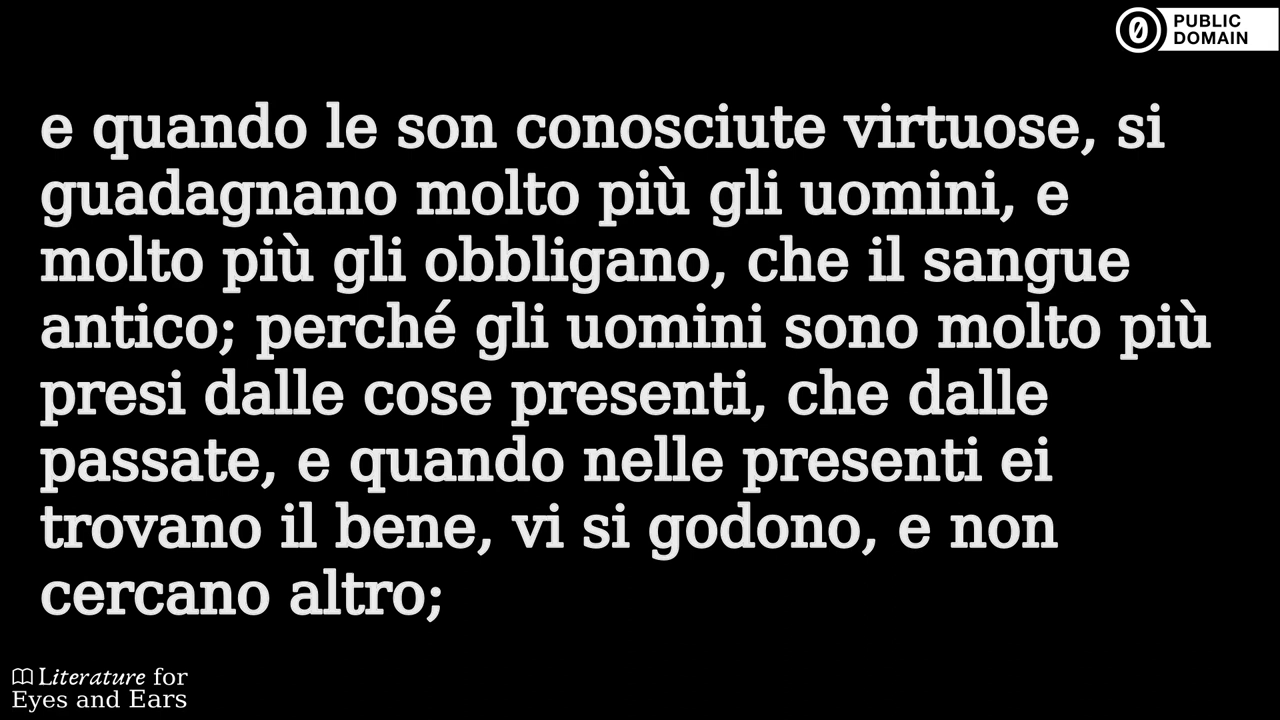 PUBLIC
DOMAIN
e quando le son conosciute virtuose, si
guadagnano molto più gli uomini, e
molto più gli obbligano, che il sangue
antico; perché gli uomini sono molto più
presi dalle cose presenti, che dalle
passate, e quando nelle presenti ei
trovano il bene, vi si godono, e non
cercano altro;
Literature for
Eyes and Ears